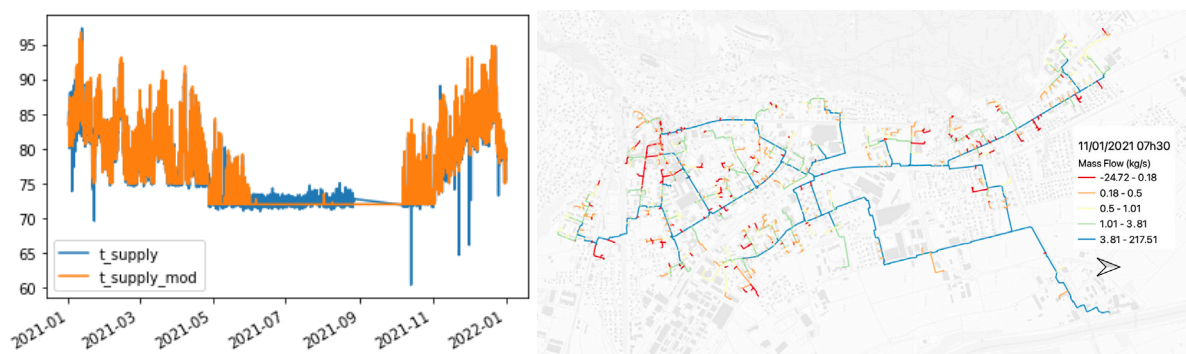 95
90
85
80
75
70
65
60
t_supply
t_supply_mod
2021-01
2021-03
2021-05
2021-07
2021-09
2021-11
2022-01
11/01/2021 07h30
Mass Flow (kg/s)
-24.72 - 0.18
0.18 - 0.5
0.5 - 1.01
1.01 - 3.81
3.81 - 217.51